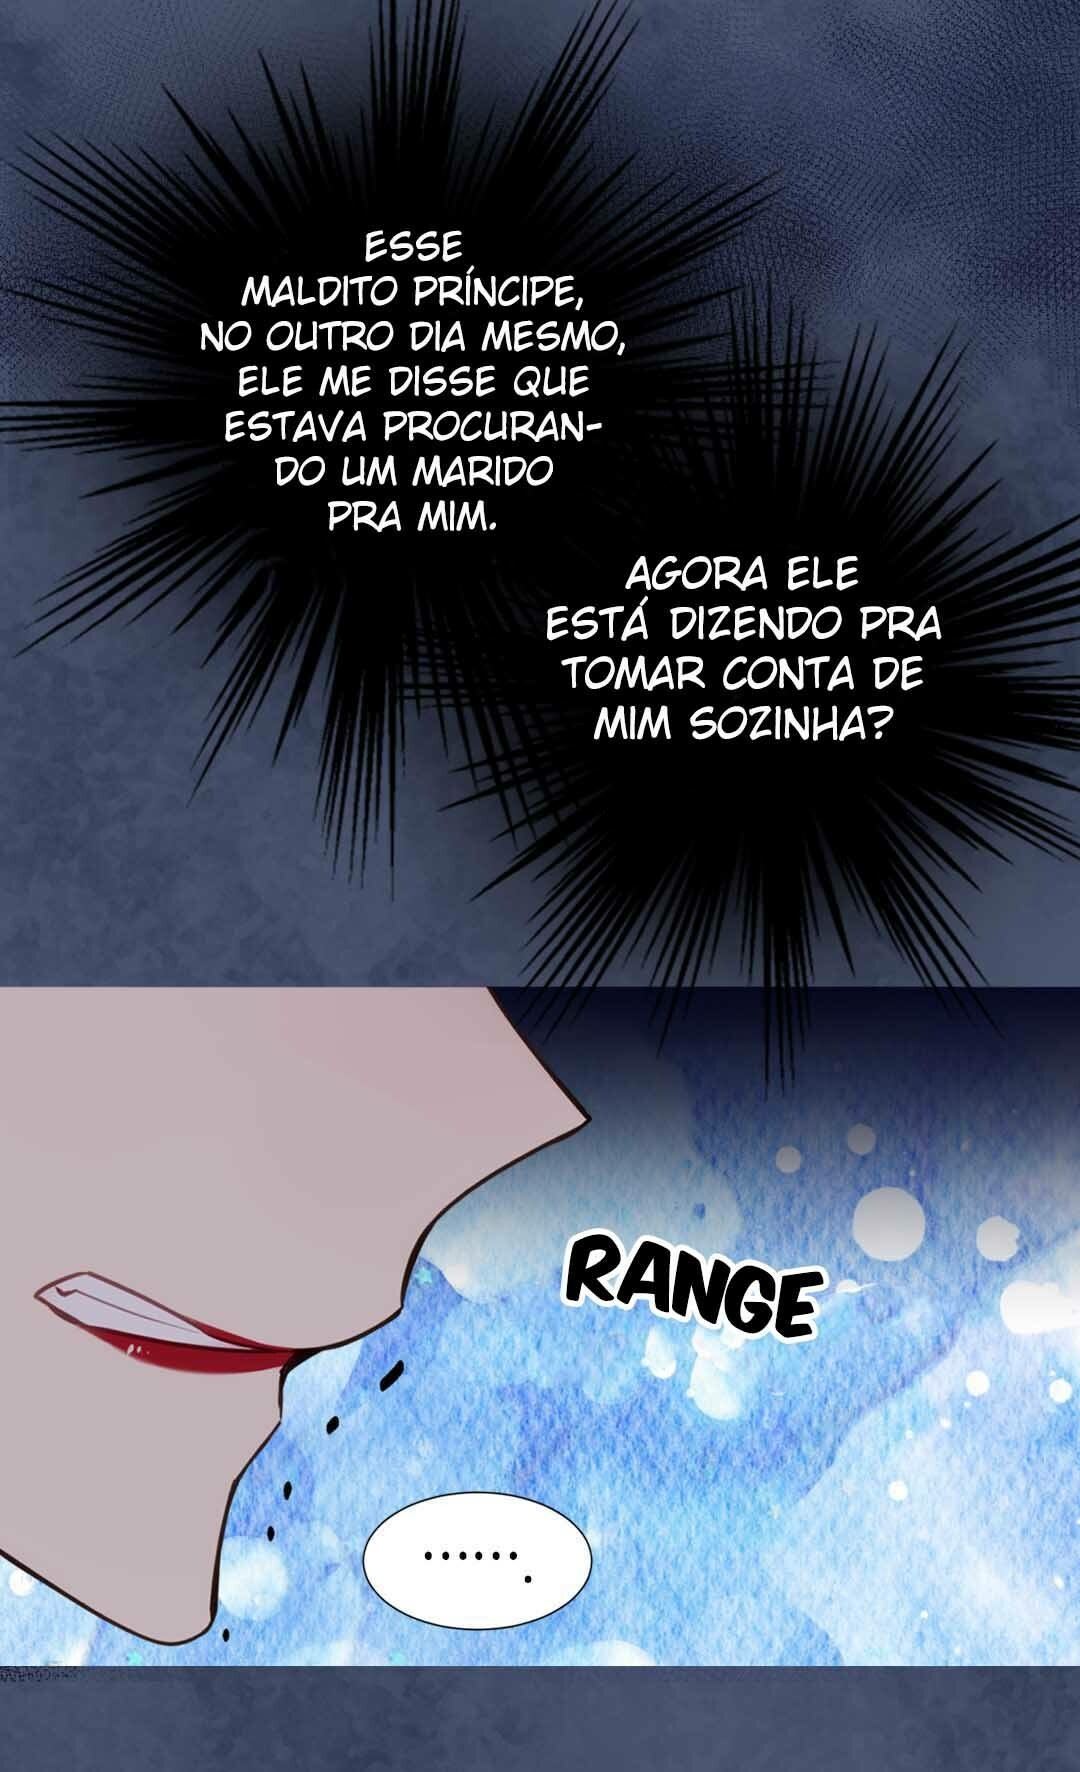 ESSE
MALDITO PRÍNCIPE,
NO OUTRO DIA MESMO,
ELE ME DISSE QUE
ESTAVA PROCURAN-
DO UM MARIDO
PRA MIM.
AGORA ELE
ESTÁ DIZENDO PRA
TOMAR CONTA DE
MIM SOZINHA?
RANGE
.......